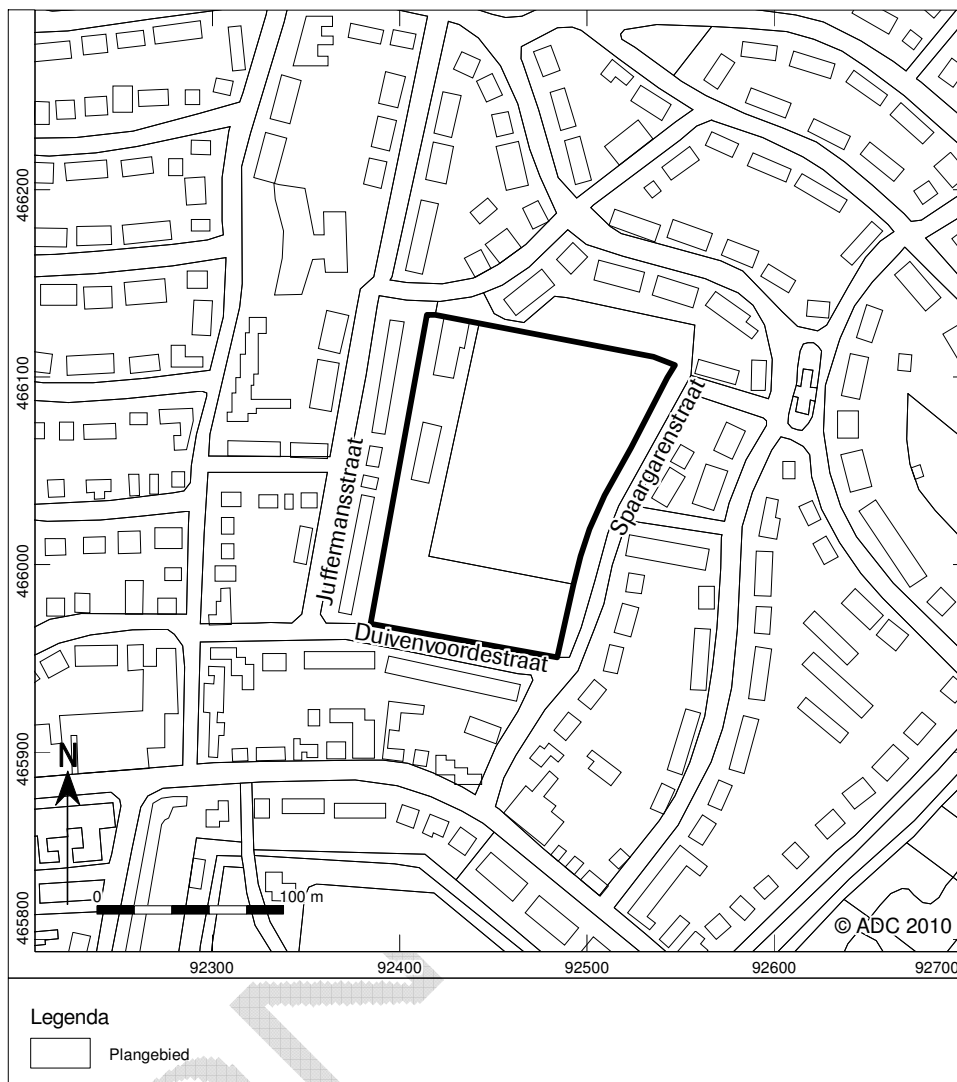 466200
466100
466000
465900
465800
Juffermansstraat
Spaargarenstraat
Duivenvoordestraat
N
0 100 m
© ADC 2010
92300 92400 92500 92600 92700
Legenda
Plangebied